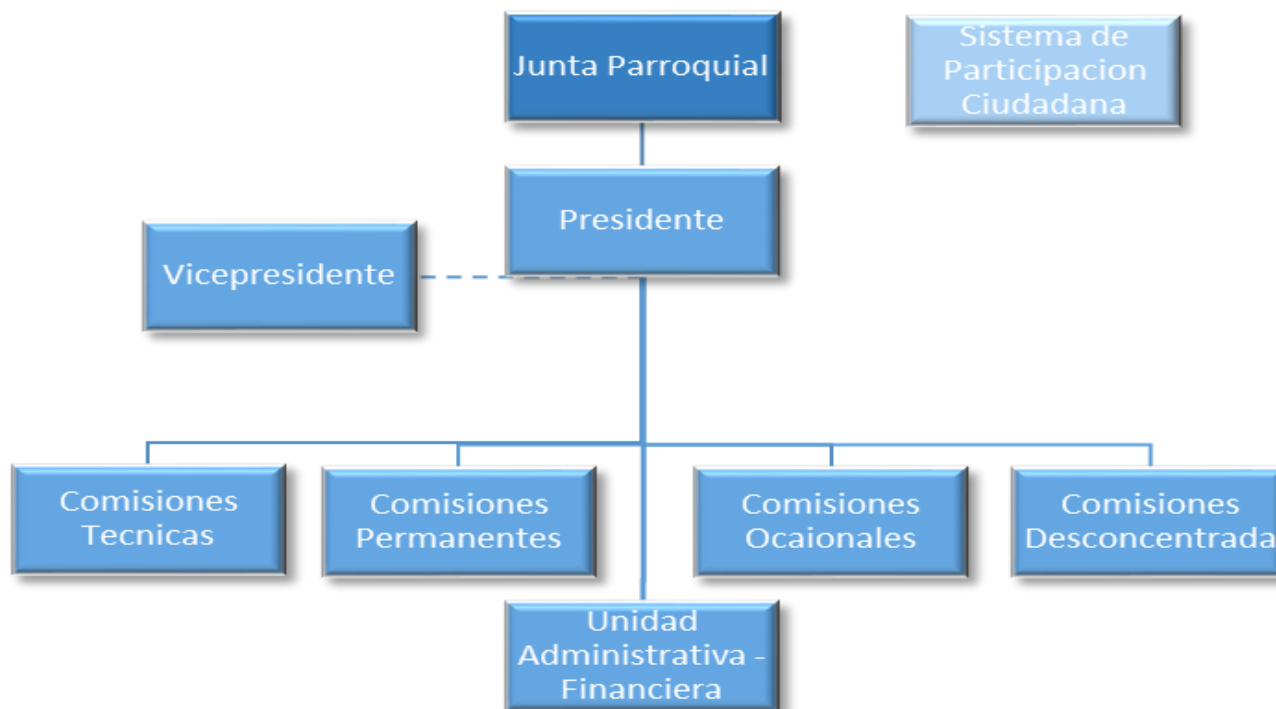 Junta Parroquial
Sistema de
Participacion
Ciudadana
Presidente
Vicepresidente
Comisiones
Tecnicas
Comisiones
Permanentes
Comisiones
Ocaionales
Comisiones
Desconcentrada
Unidad
Administrativa -
Financiera